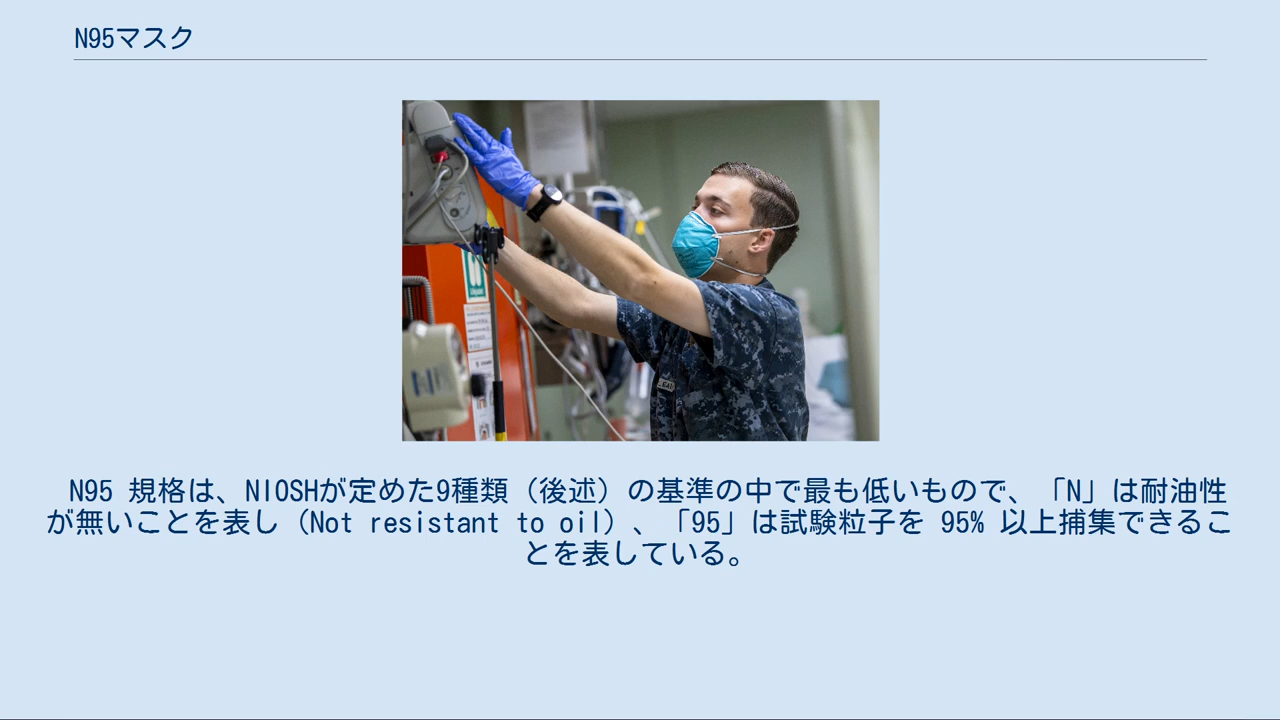 N95マスク
N95 規格は、NIOSHが定めた9種類（後述）の基準の中で最も低いもので、「N」は耐油性
が無いことを表し（Not resistant to oil）、「95」は試験粒子を 95% 以上捕集できるこ
とを表している。